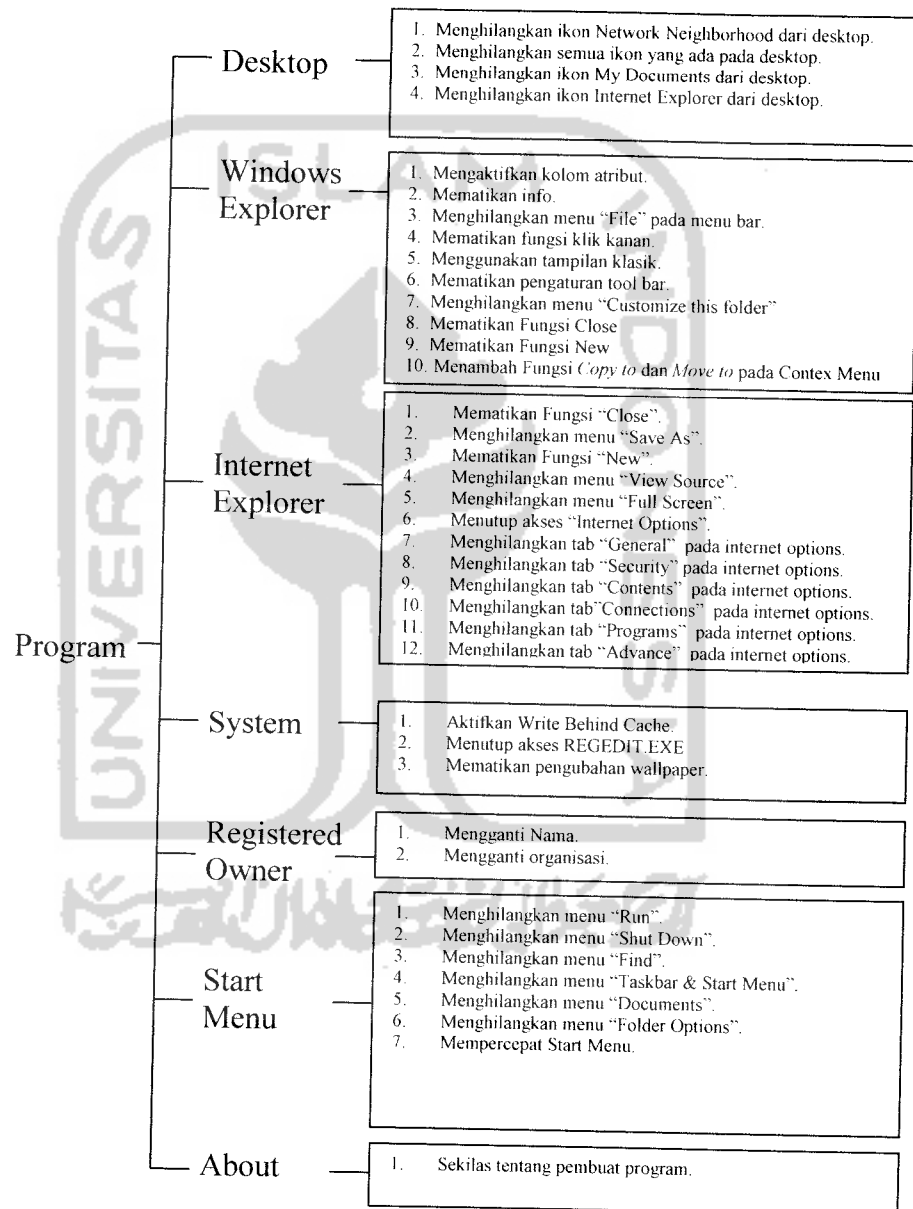 Program
Desktop
1. Menghilangkan ikon Network Neighborhood dari desktop.
2. Menghilangkan semua ikon yang ada pada desktop.
3. Menghilangkan ikon My Documents dari desktop.
4. Menghilangkan ikon Internet Explorer dari desktop.
Windows
Explorer
1. Mengaktifkan kolom atribut.
2. Mematikan info.
3. Menghilangkan menu “File” pada menu bar.
4. Mematikan fungsi klik kanan.
5. Menggunakan tampilan klasik.
6. Mematikan pengaturan tool bar.
7. Menghilangkan menu “Customize this folder”
8. Mematikan Fungsi Close
9. Mematikan Fungsi New
10. Menambah Fungsi Copy to dan Move to pada Contex Menu
Internet
Explorer
1. Mematikan Fungsi “Close”.
2. Menghilangkan menu “Save As”.
3. Mematikan Fungsi “New”.
4. Menghilangkan menu “View Source”.
5. Menghilangkan menu “Full Screen”.
6. Menutup akses “Internet Options”.
7. Menghilangkan tab “General” pada internet options.
8. Menghilangkan tab “Security” pada internet options.
9. Menghilangkan tab “Contents” pada internet options.
10. Menghilangkan tab“Connections” pada internet options.
11. Menghilangkan tab “Programs” pada internet options.
12. Menghilangkan tab “Advance” pada internet options.
System
1. Aktifkan Write Behind Cache.
2. Menutup akses REGEDIT.EXE
3. Mematikan pengubahan wallpaper.
Registered
Owner
1. Mengganti Nama.
2. Mengganti organisasi.
Start
Menu
1. Menghilangkan menu “Run”.
2. Menghilangkan menu “Shut Down”.
3. Menghilangkan menu “Find”.
4. Menghilangkan menu “Taskbar & Start Menu”.
5. Menghilangkan menu “Documents”.
6. Menghilangkan menu “Folder Options”.
7. Mempercepat Start Menu.
About
1. Sekilas tentang pembuat program.
UNIVERSITAS
ISLAM
INDONESIA